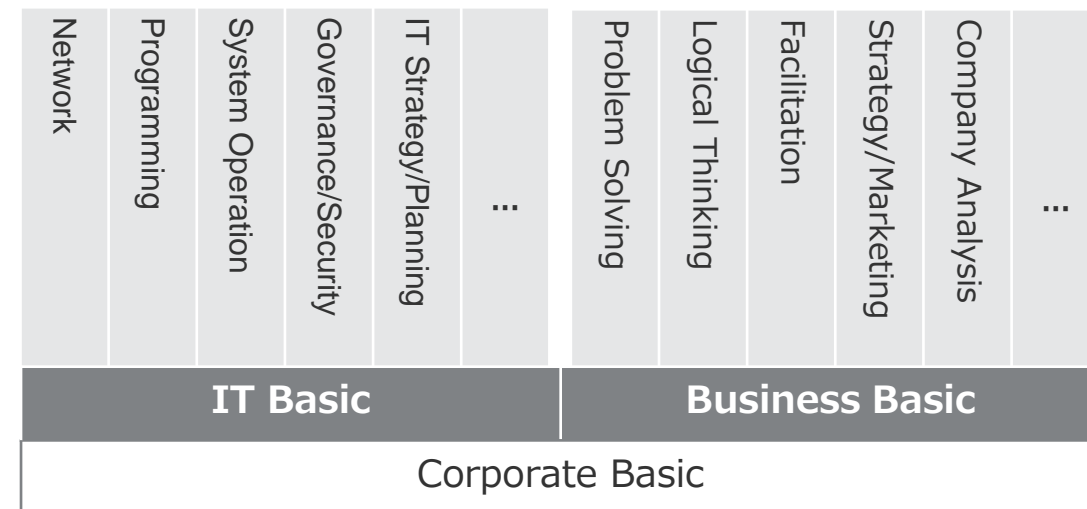 Network
Programming
System Operation
Governance/Security
IT Strategy/Planning
...
Problem Solving
Logical Thinking
Facilitation
Strategy/Marketing
Company Analysis
...
IT Basic
Business Basic
Corporate Basic